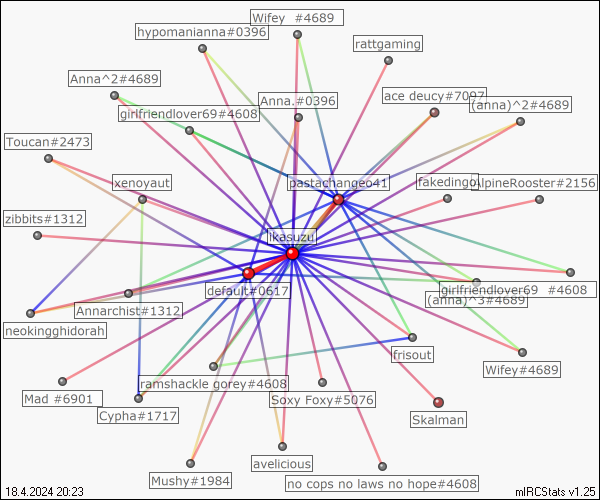 Wifey  #4689
hypomanianna#0396
rattgaming
Anna^2#4689
Anna.#0396
ace deucy#7097
(anna)^2#4689
girlfriendlover69#4608
Toucan#2473
xenoyaut
pastachangeo41
fakedingo
AlpineRooster#2156
zibbits#1312
ikasuzu
default#0617
girlfriendlover69  #4608
(anna)^3#4689
Annarchist#1312
neokingghidorah
frisout
Wifey#4689
ramshackle gorey#4608
Mad #6901
Soxy Foxy#5076
Cypha#1717
Skalman
avelicious
Mushy#1984
no cops no laws no hope#4608
18.4.2024 20:23
mIRCStats v1.25